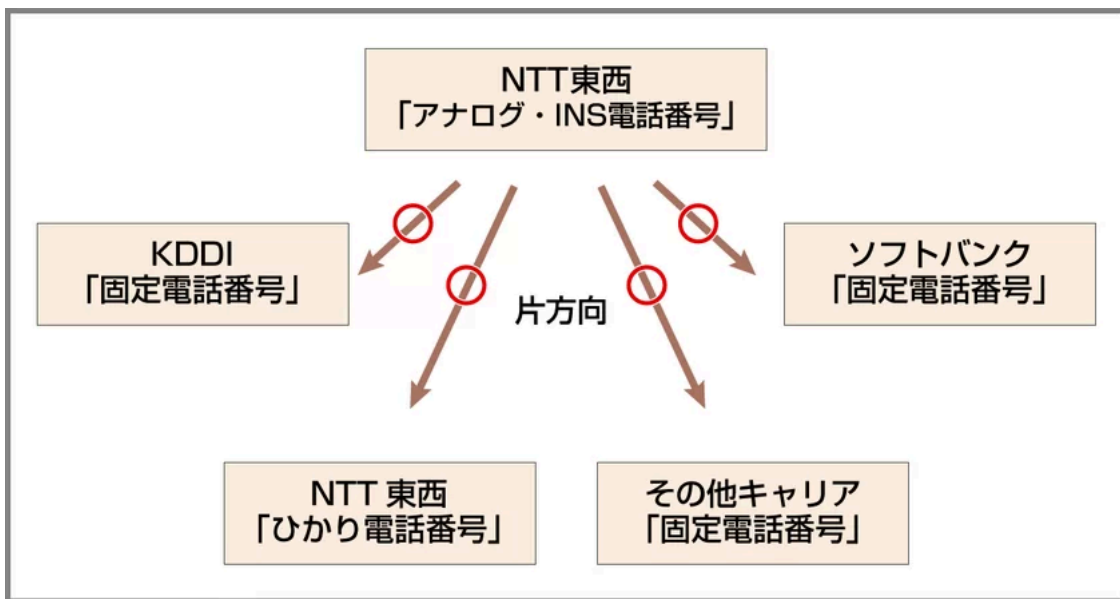 NTT東西
「アナログ・INS電話番号」
KDDI
「固定電話番号」
ソフトバンク
「固定電話番号」
片方向
NTT 東西
「ひかり電話番号」
その他キャリア
「固定電話番号」